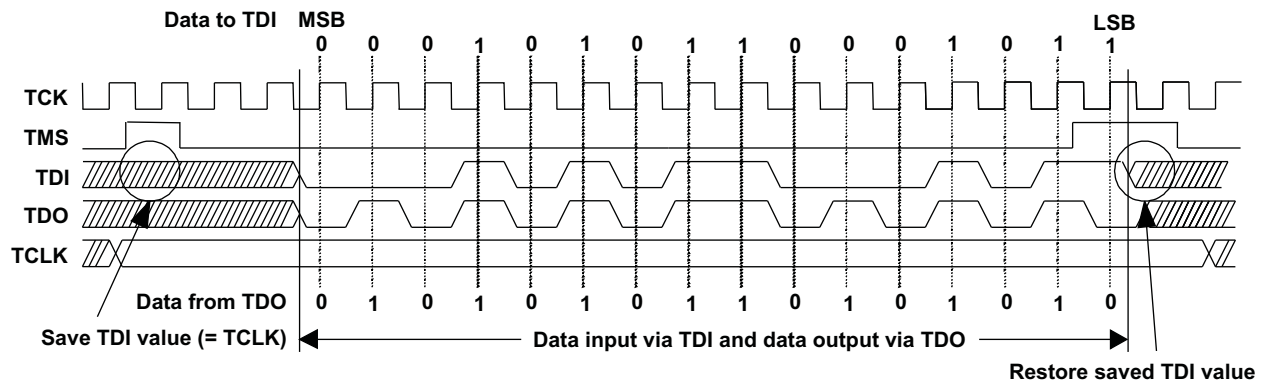 Data to TDI MSB LSB
0 0 0 1 0 1 0 1 1 0 0 0 1 0 1 1
TCK
TMS
TDI
TDO
TCLK
Data from TDO 0 1 0 1 0 1 0 1 1 0 1 0 1 0 1 0
Save TDI value (= TCLK) Data input via TDI and data output via TDO
Restore saved TDI value